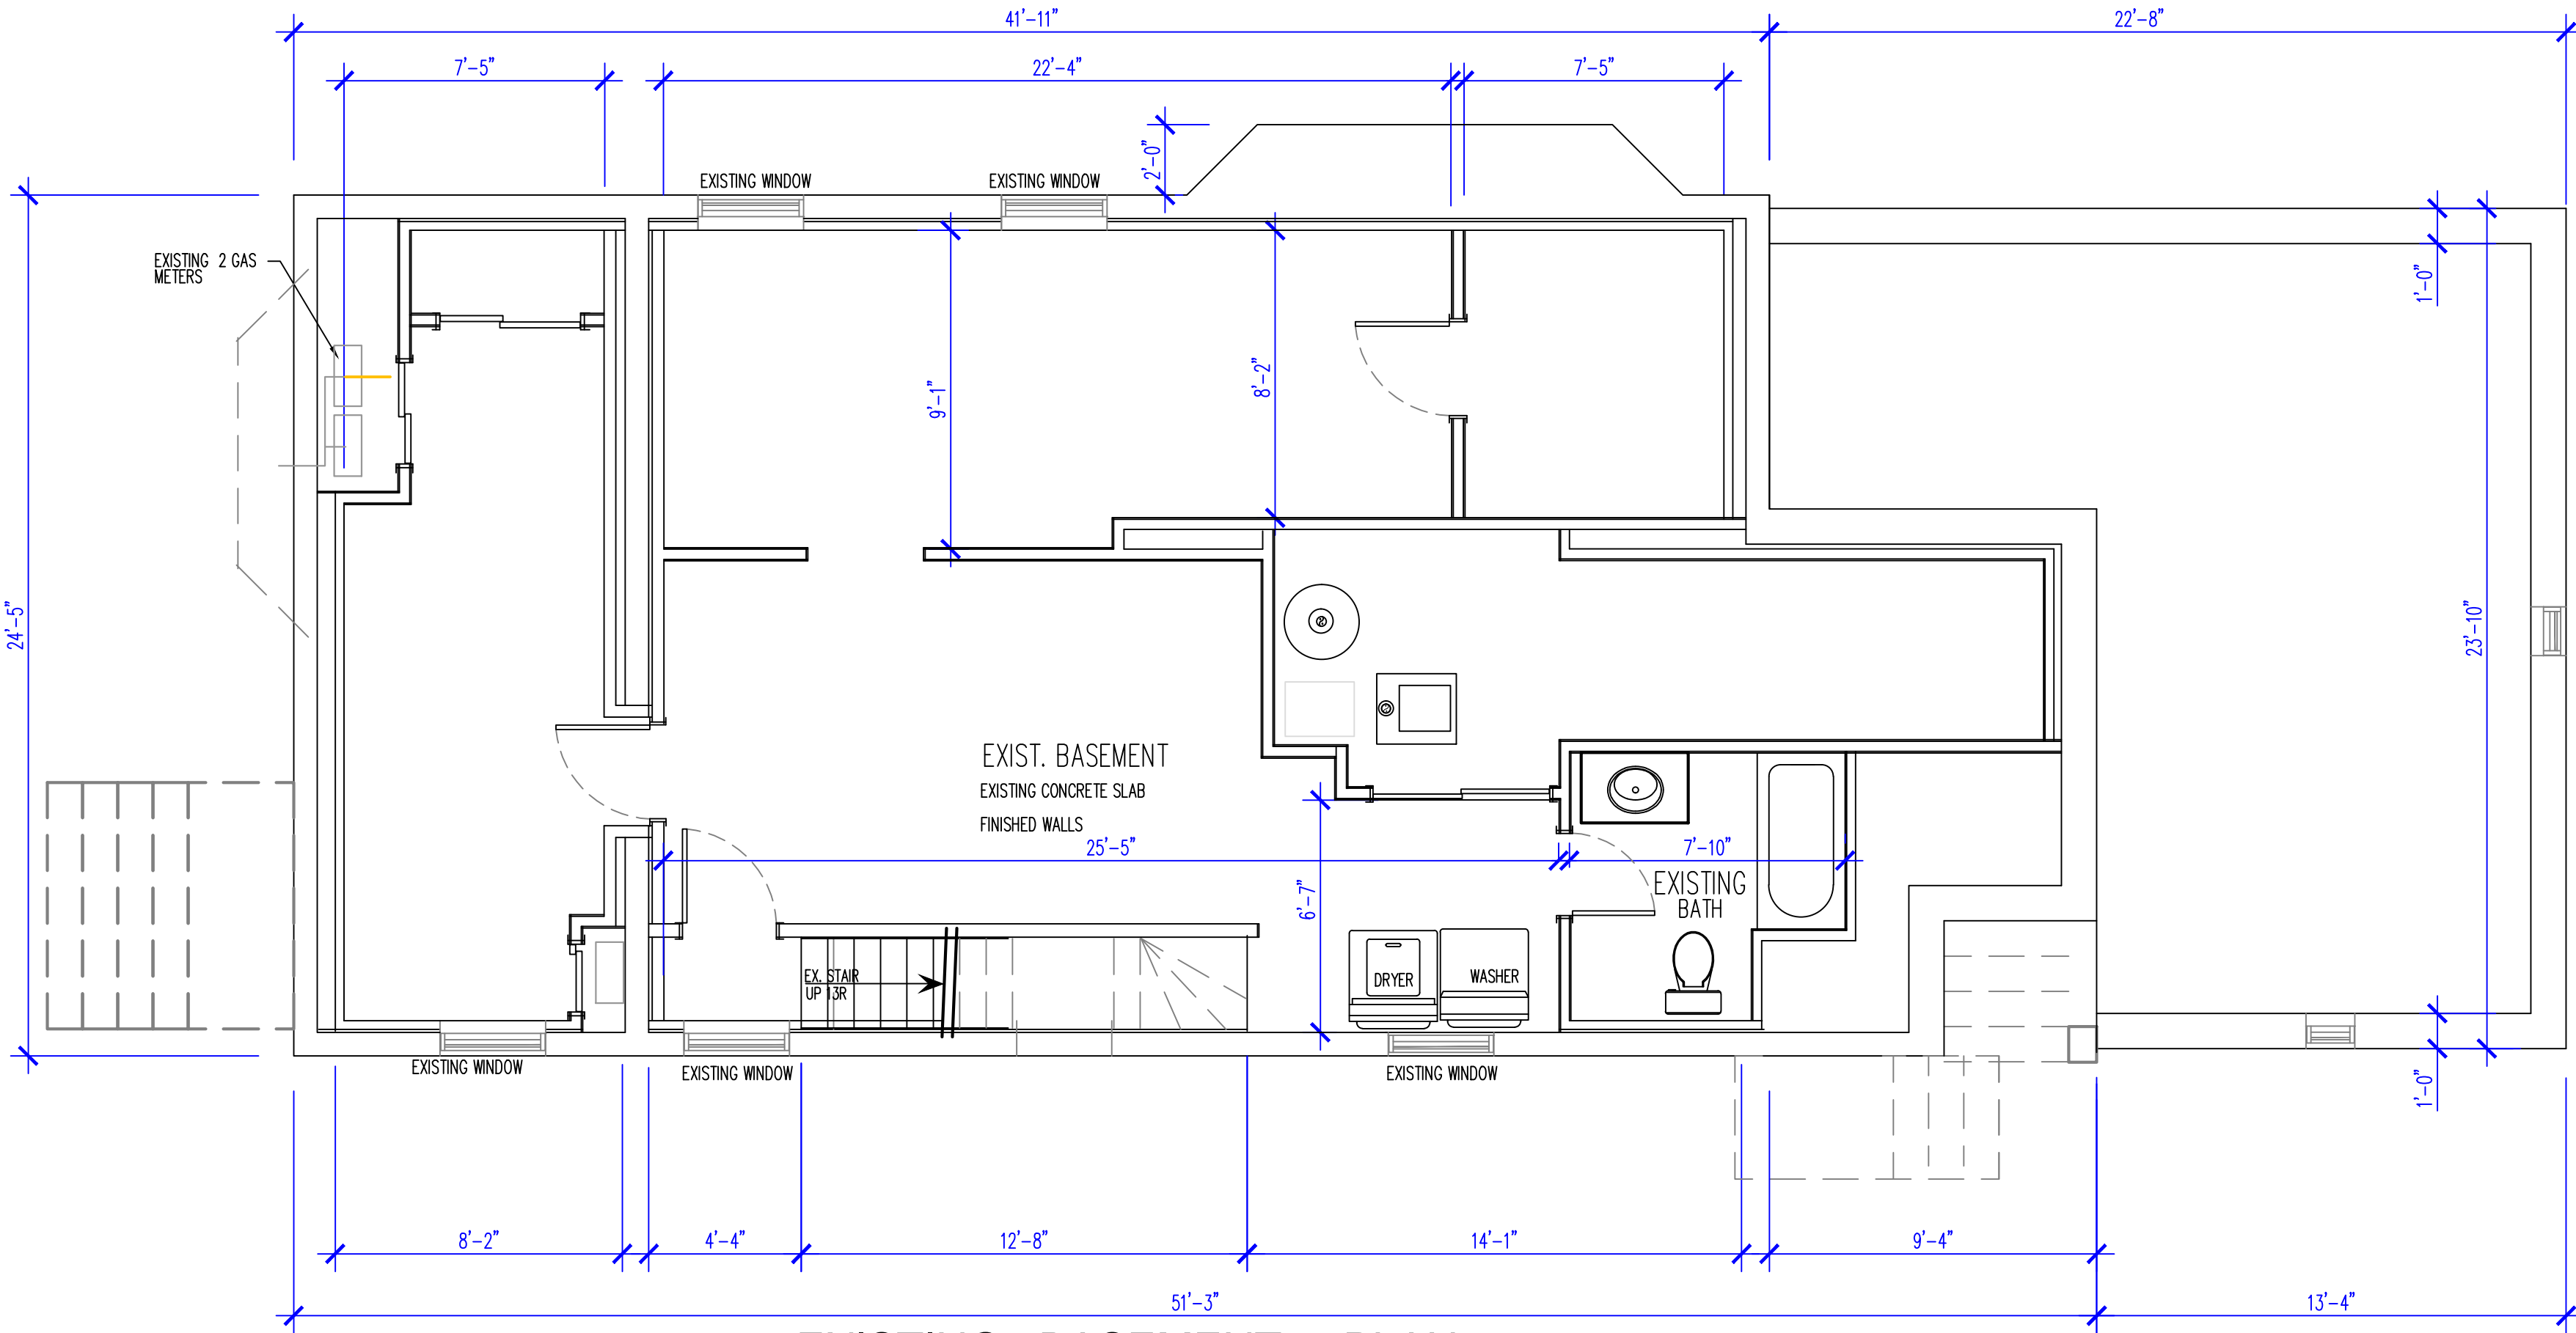 41'-11"
22'-8"
7'-5"
22'-4"
7'-5"
2'-0"
EXISTING WINDOW
EXISTING WINDOW
EXISTING 2 GAS
METERS
1'-0"
9'-1"
8'-2"
24'-5"
23'-10"
EXIST. BASEMENT
EXISTING CONCRETE SLAB
FINISHED WALLS
25'-5"
7'-10"
EXISTING
BATH
6'-7"
EX. STAIR
UP 13R
DRYER
WASHER
EXISTING WINDOW
EXISTING WINDOW
EXISTING WINDOW
1'-0"
8'-2"
4'-4"
12'-8"
14'-1"
9'-4"
51'-3"
13'-4"
EXISTING BASEMENT PLAN